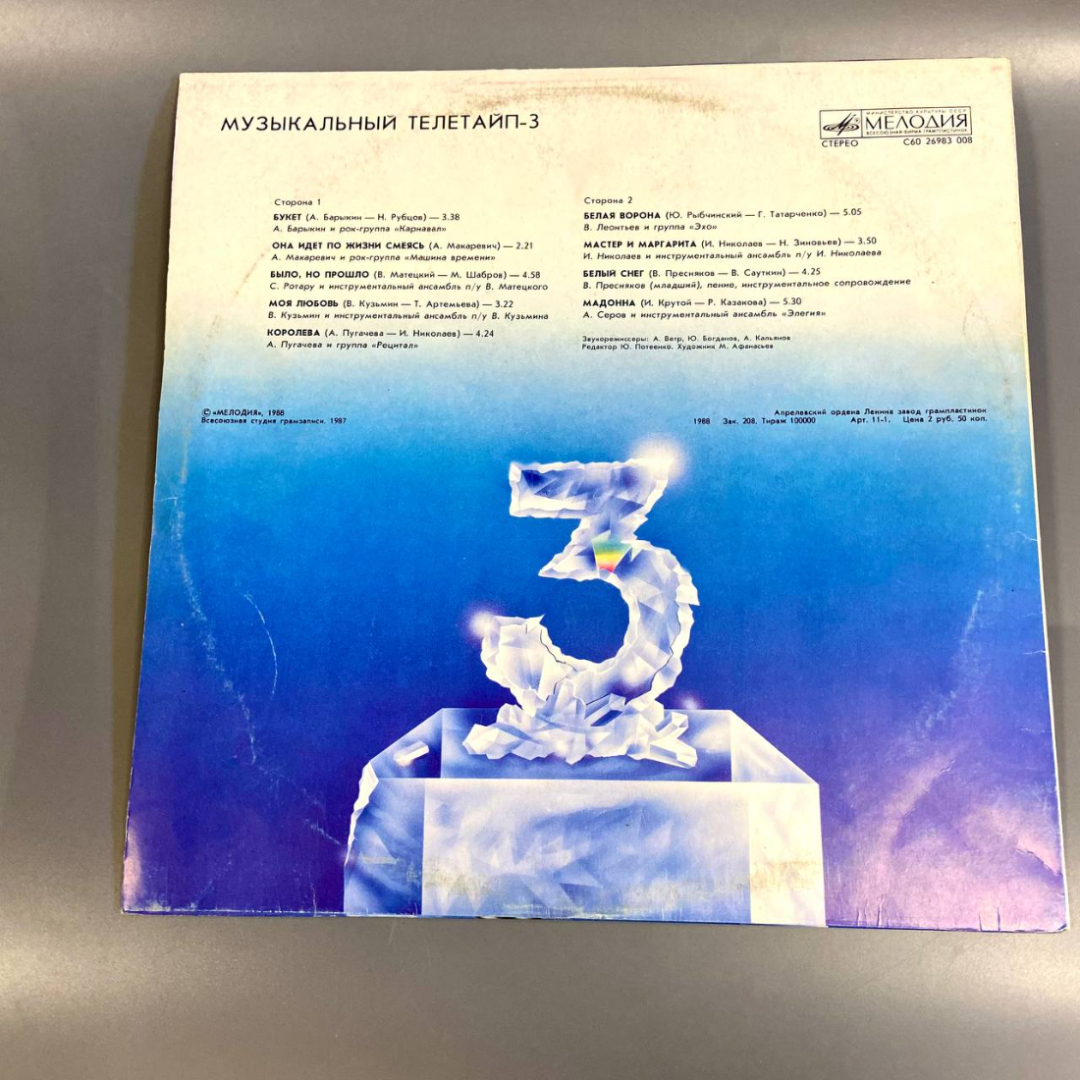 МУЗЫКАЛЬНЫЙ ТЕЛЕТАЙП-3
МИНИСТЕРСТВО КУЛЬТУРЫ СССР
МЕЛОДИЯ
ВСЕСОЮЗНАЯ ФИРМА ГРАМПЛАСТИНОК
СТЕРЕО С60 26983 008
Сторона 1
БУКЕТ (А. Барыкин — Н. Рубцов) — 3.38
А. Барыкин и рок-группа «Карнавал»
ОНА ИДЕТ ПО ЖИЗНИ СМЕЯСЬ (А. Макаревич) — 2.21
А. Макаревич и рок-группа «Машина времени»
БЫЛО, НО ПРОШЛО (В. Матецкий — М. Шабров) — 4.58
С. Ротару и инструментальный ансамбль п/у В. Матецкого
МОЯ ЛЮБОВЬ (В. Кузьмин — Т. Артемьева) — 3.22
В. Кузьмин и инструментальный ансамбль п/у В. Кузьмина
КОРОЛЕВА (А. Пугачева — И. Николаев) — 4.24
А. Пугачева и группа «Рецитал»
Сторона 2
БЕЛАЯ ВОРОНА (Ю. Рыбчинский — Г. Татарченко) — 5.05
В. Леонтьев и группа «Эхо»
МАСТЕР И МАРГАРИТА (И. Николаев — Н. Зиновьев) — 3.50
И. Николаев и инструментальный ансамбль п/у И. Николаева
БЕЛЫЙ СНЕГ (В. Пресняков — В. Сауткин) — 4.25
В. Пресняков (младший), пение, инструментальное сопровождение
МАДОННА (И. Крутой — Р. Казакова) — 5.30
А. Серов и инструментальный ансамбль «Элегия»
Звукорежиссеры: А. Ветр, Ю. Богданов, А. Кальянов
Редактор Ю. Потеенко. Художник М. Афанасьев
© «МЕЛОДИЯ», 1988
Всесоюзная студия грамзаписи. 1987
Апрелевский ордена Ленина завод грампластинок
1988 Зак. 208. Тираж 100000 Арт. 11-1. Цена 2 руб. 50 коп.
3